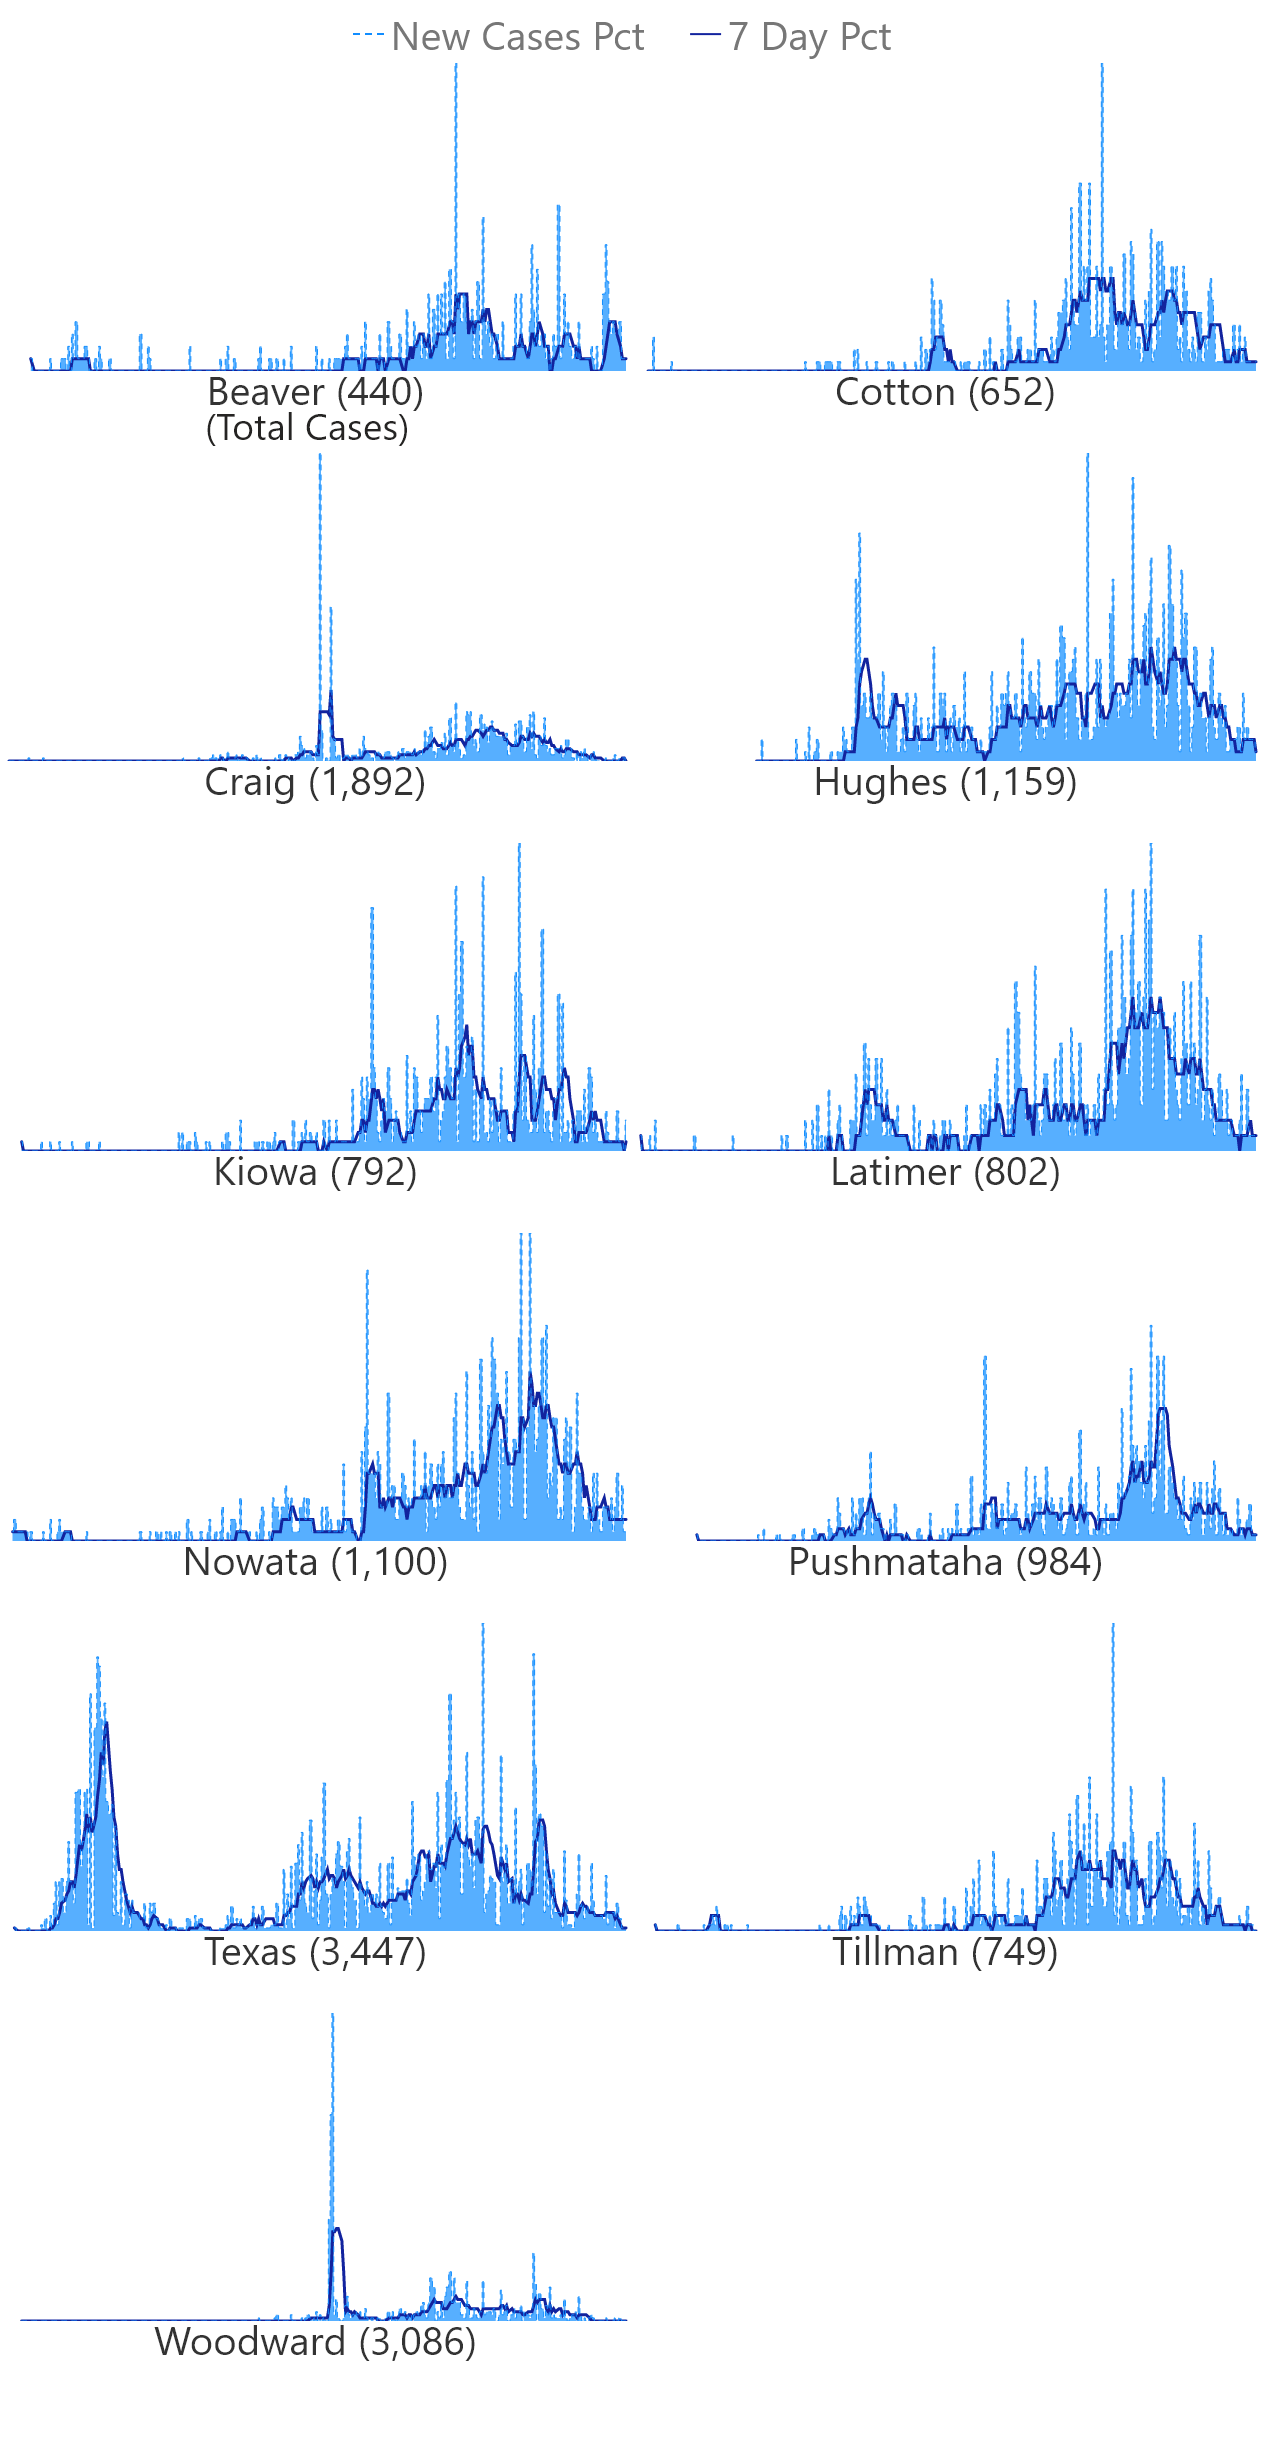 New Cases Pct 7 Day Pct
Beaver (440) Cotton (652)
(Total Cases)
Craig (1,892) Hughes (1,159)
Kiowa (792) Latimer (802)
Nowata (1,100) Pushmataha (984)
Texas (3,447) Tillman (749)
Woodward (3,086)